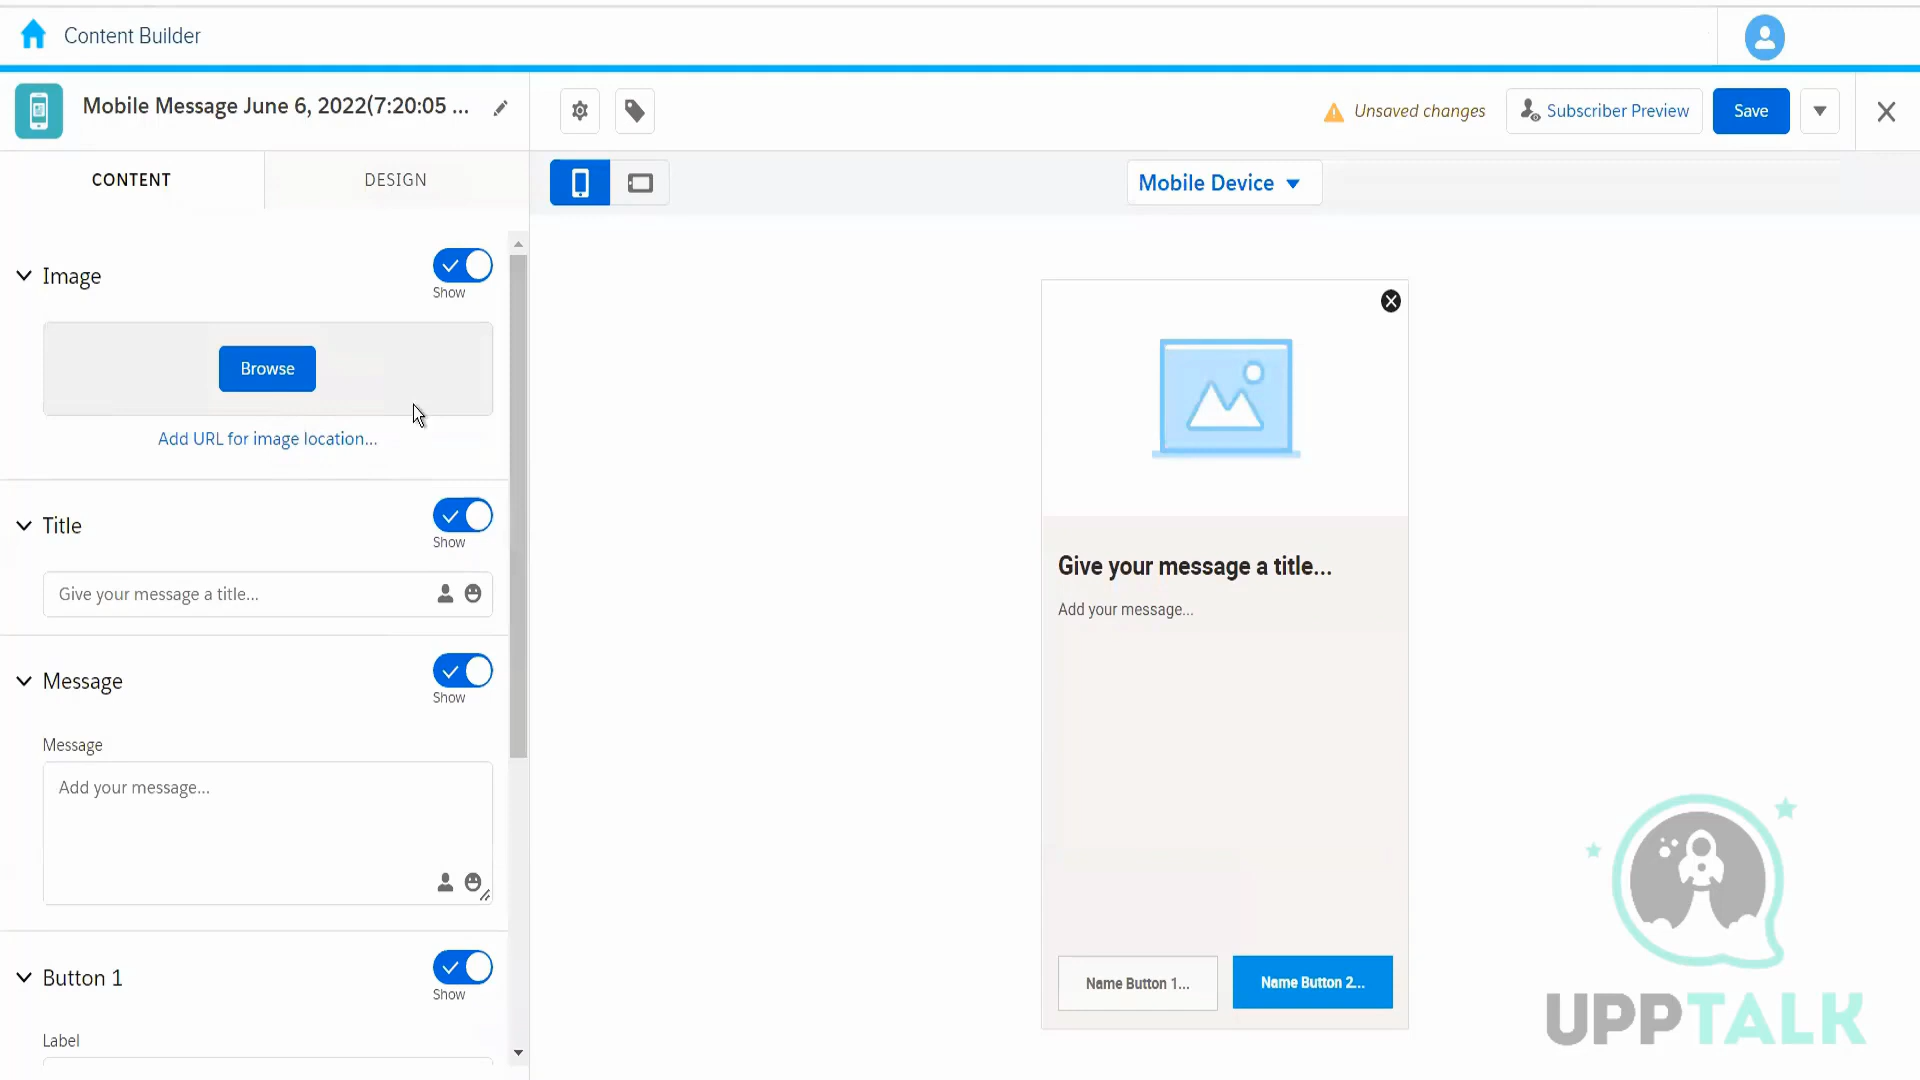 Content Builder
Mobile Message June 6, 2022(7:20:05 ...
Unsaved changes
Subscriber Preview
Save
CONTENT
DESIGN
Mobile Device
Image
Show
Browse
Add URL for image location...
Title
Show
Give your message a title...
Message
Show
Message
Add your message...
Button 1
Show
Label
Give your message a title...
Add your message...
Name Button 1...
Name Button 2...
UPPTALK